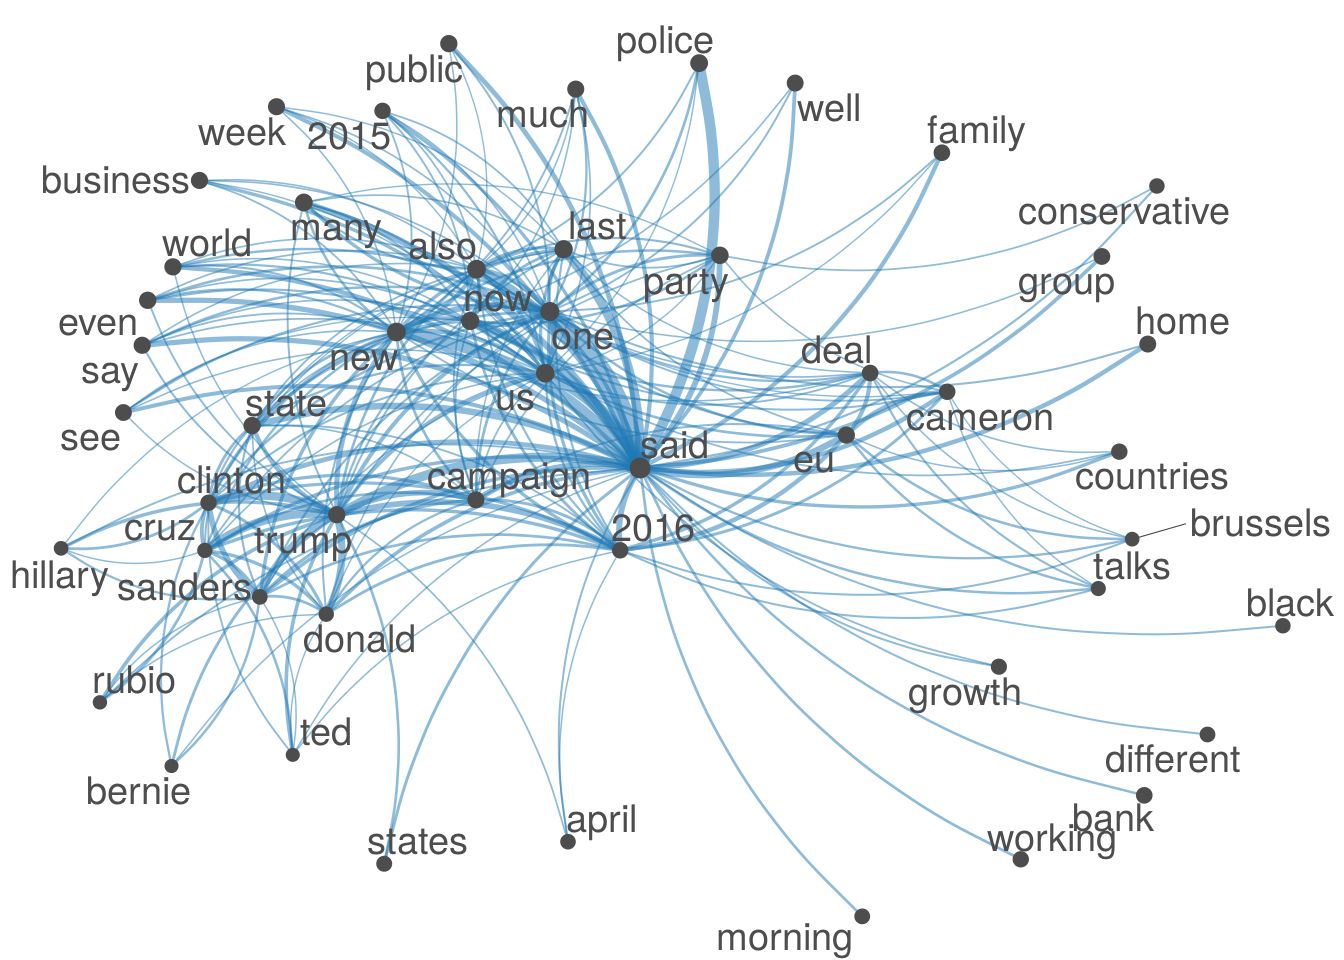 police
public
much
well
week
2015
family
business
conservative
many
last
world
also
party
group
now
even
home
one
new
deal
say
us
state
cameron
see
said
eu
campaign
clinton
countries
cruz
trump
2016
brussels
hillary
sanders
talks
black
donald
rubio
growth
ted
different
bernie
april
bank
states
working
morning